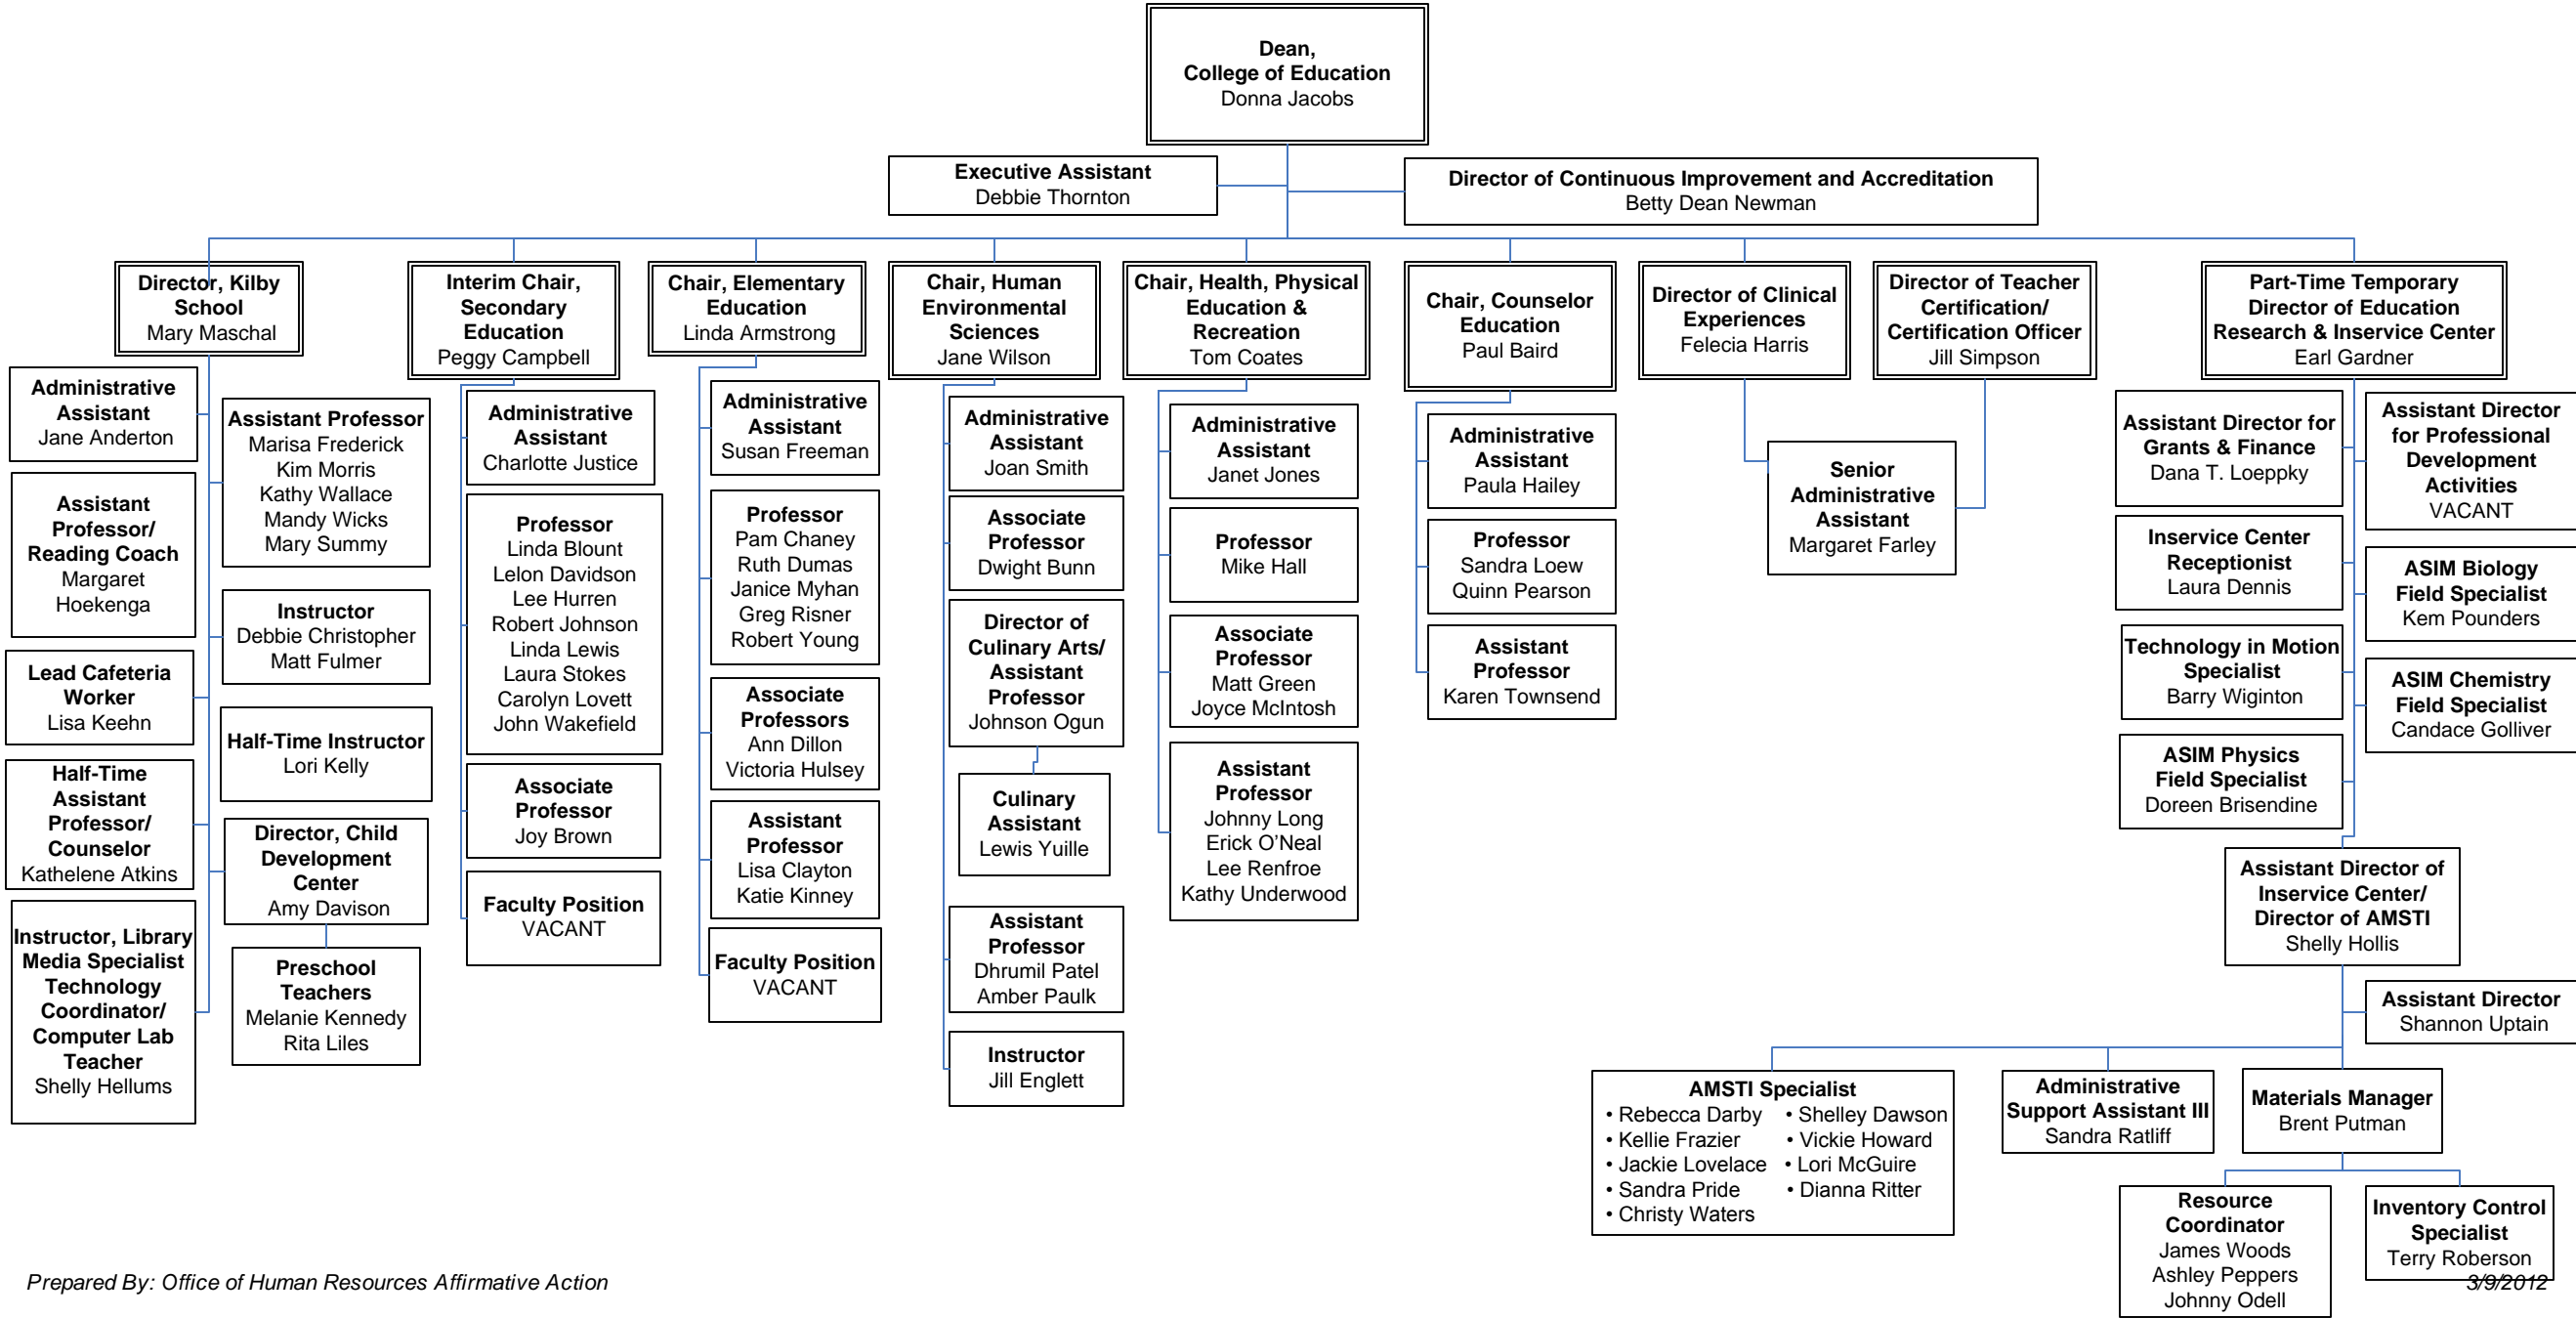 Dean,
College of Education
Donna Jacobs
Executive Assistant
Debbie Thornton
Director of Continuous Improvement and Accreditation
Betty Dean Newman
Director, Kilby
School
Mary Maschal
Interim Chair,
Secondary
Education
Peggy Campbell
Chair, Elementary
Education
Linda Armstrong
Chair, Human
Environmental
Sciences
Jane Wilson
Chair, Health, Physical
Education &
Recreation
Tom Coates
Chair, Counselor
Education
Paul Baird
Director of Clinical
Experiences
Felecia Harris
Director of Teacher
Certification/
Certification Officer
Jill Simpson
Part-Time Temporary
Director of Education
Research & Inservice Center
Earl Gardner
Administrative
Assistant
Jane Anderton
Assistant
Professor/
Reading Coach
Margaret
Hoekenga
Lead Cafeteria
Worker
Lisa Keehn
Half-Time
Assistant
Professor/
Counselor
Kathelene Atkins
Instructor, Library
Media Specialist
Technology
Coordinator/
Computer Lab
Teacher
Shelly Hellums
Assistant Professor
Marisa Frederick
Kim Morris
Kathy Wallace
Mandy Wicks
Mary Summy
Instructor
Debbie Christopher
Matt Fulmer
Half-Time Instructor
Lori Kelly
Director, Child
Development
Center
Amy Davison
Preschool
Teachers
Melanie Kennedy
Rita Liles
Administrative
Assistant
Charlotte Justice
Professor
Linda Blount
Lelon Davidson
Lee Hurren
Robert Johnson
Linda Lewis
Laura Stokes
Carolyn Lovett
John Wakefield
Associate
Professor
Joy Brown
Faculty Position
VACANT
Administrative
Assistant
Susan Freeman
Professor
Pam Chaney
Ruth Dumas
Janice Myhan
Greg Risner
Robert Young
Associate
Professors
Ann Dillon
Victoria Hulsey
Assistant
Professor
Lisa Clayton
Katie Kinney
Faculty Position
VACANT
Administrative
Assistant
Joan Smith
Associate
Professor
Dwight Bunn
Director of
Culinary Arts/
Assistant
Professor
Johnson Ogun
Culinary
Assistant
Lewis Yuille
Assistant
Professor
Dhrumil Patel
Amber Paulk
Instructor
Jill Englett
Administrative
Assistant
Janet Jones
Professor
Mike Hall
Associate
Professor
Matt Green
Joyce McIntosh
Assistant
Professor
Johnny Long
Erick O’Neal
Lee Renfroe
Kathy Underwood
Administrative
Assistant
Paula Hailey
Professor
Sandra Loew
Quinn Pearson
Assistant
Professor
Karen Townsend
Senior
Administrative
Assistant
Margaret Farley
Assistant Director for
Grants & Finance
Dana T. Loeppky
Inservice Center
Receptionist
Laura Dennis
Technology in Motion
Specialist
Barry Wiginton
ASIM Physics
Field Specialist
Doreen Brisendine
Assistant Director
for Professional
Development
Activities
VACANT
ASIM Biology
Field Specialist
Kem Pounders
ASIM Chemistry
Field Specialist
Candace Golliver
Assistant Director of
Inservice Center/
Director of AMSTI
Shelly Hollis
Assistant Director
Shannon Uptain
AMSTI Specialist
• Rebecca Darby • Shelley Dawson
• Kellie Frazier • Vickie Howard
• Jackie Lovelace • Lori McGuire
• Sandra Pride • Dianna Ritter
• Christy Waters
Administrative
Support Assistant III
Sandra Ratliff
Materials Manager
Brent Putman
Resource
Coordinator
James Woods
Ashley Peppers
Johnny Odell
Inventory Control
Specialist
Terry Roberson
Prepared By: Office of Human Resources Affirmative Action
3/9/2012